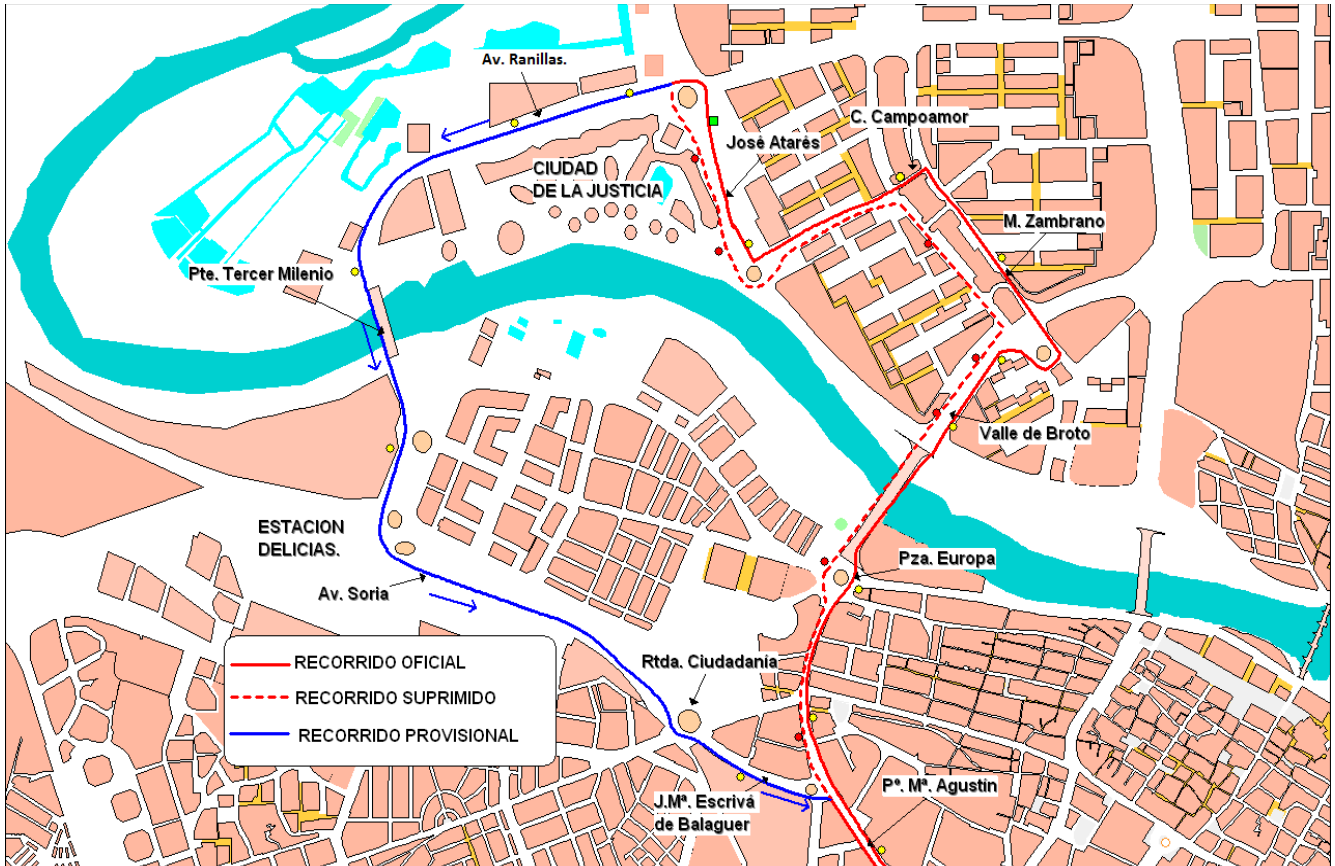 Av. Ranillas.
C. Campoamor
José Atarés
CIUDAD
DE LA JUSTICIA
M. Zambrano
Pte. Tercer Milenio
Valle de Broto
ESTACION
DELICIAS.
Pza. Europa
Av. Soria
RECORRIDO OFICIAL
RECORRIDO SUPRIMIDO
RECORRIDO PROVISIONAL
Rtda. Ciudadanía
J.Mª. Escrivá
de Balaguer
Pº. Mª. Agustín